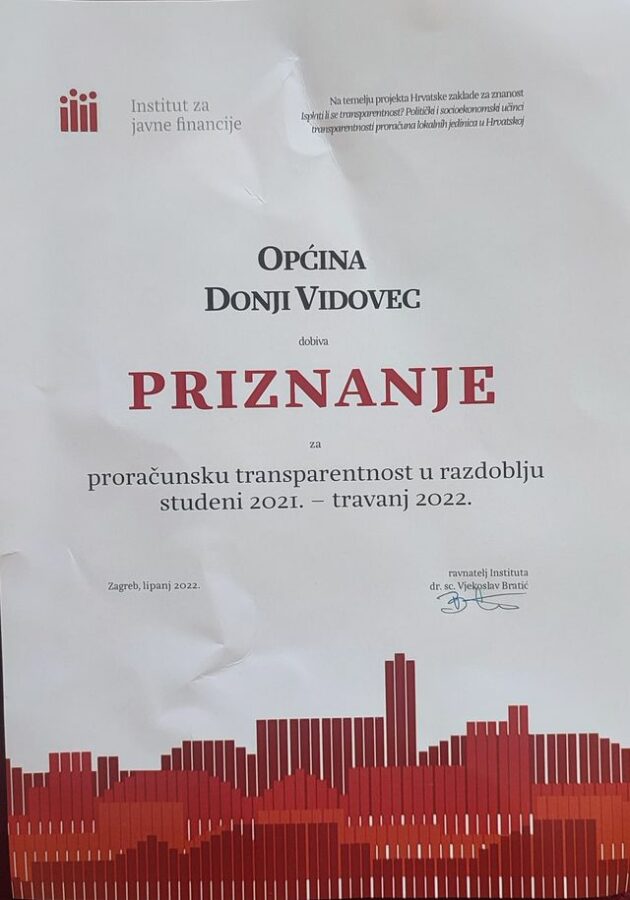 Institut za
javne financije
Na temelju projekta Hrvatske zaklade za znanost
Isplati li se transparentnost? Politički i socioekonomski učinci
transparentnosti proračuna lokalnih jedinica u Hrvatskoj
OPĆINA
DONJI VIDOVEC
dobiva
PRIZNANJE
za
proračunsku transparentnost u razdoblju
studeni 2021. – travanj 2022.
Zagreb, lipanj 2022.
ravnatelj Instituta
dr. sc. Vjekoslav Bratić